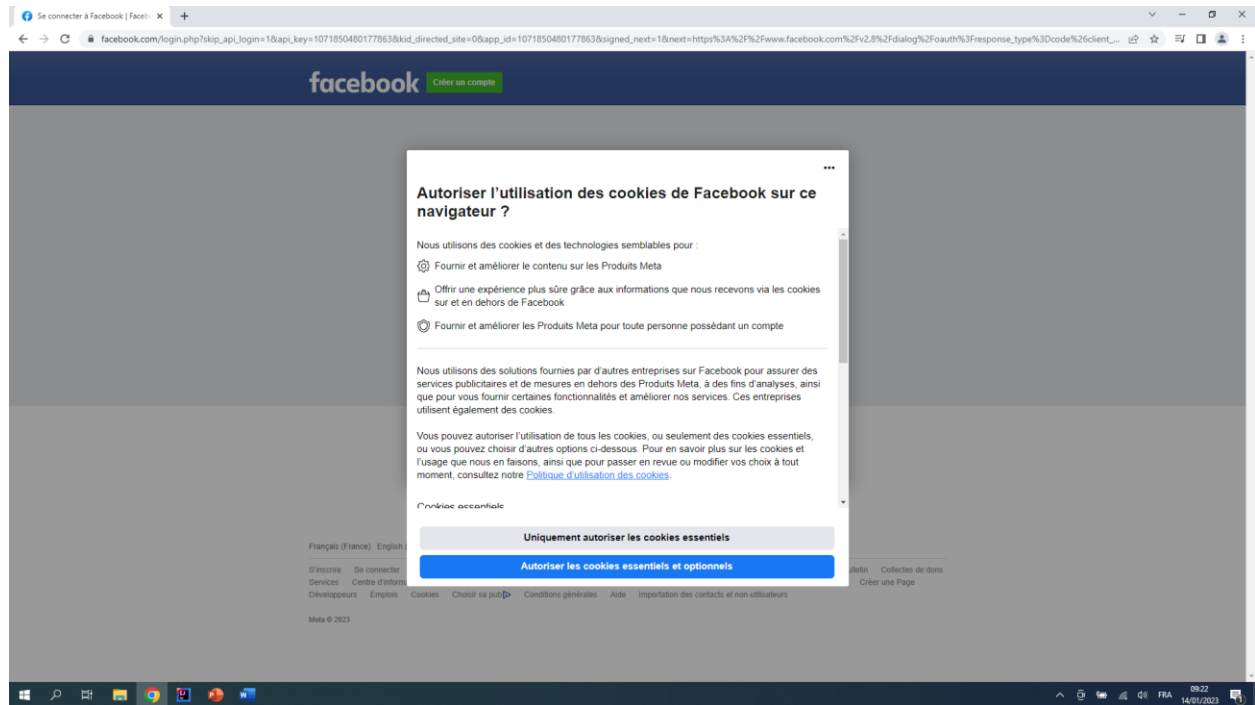 Se connecter à Facebook | Faceb
facebook.com/login.php?skip_api_login=1&api_key=1071850480177863&kid_directed_site=0&app_id=1071850480177863&signed_next=1&next=https%3A%2F%2Fwww.facebook.com%2Fv2.8%2Fdialog%2Foauth%3Fresponse_type%3Dcode%26client_...
facebook
Créer un compte
Autoriser l’utilisation des cookies de Facebook sur ce
navigateur ?
Nous utilisons des cookies et des technologies semblables pour :
Fournir et améliorer le contenu sur les Produits Meta
Offrir une expérience plus sûre grâce aux informations que nous recevons via les cookies
sur et en dehors de Facebook
Fournir et améliorer les Produits Meta pour toute personne possédant un compte
Nous utilisons des solutions fournies par d’autres entreprises sur Facebook pour assurer des
services publicitaires et de mesures en dehors des Produits Meta, à des fins d’analyses, ainsi
que pour vous fournir certaines fonctionnalités et améliorer nos services. Ces entreprises
utilisent également des cookies.
Vous pouvez autoriser l’utilisation de tous les cookies, ou seulement des cookies essentiels,
ou vous pouvez choisir d’autres options ci-dessous. Pour en savoir plus sur les cookies et
l’usage que nous en faisons, ainsi que pour passer en revue ou modifier vos choix à tout
moment, consultez notre Politique d’utilisation des cookies.
Cookies essentiels
Uniquement autoriser les cookies essentiels
Autoriser les cookies essentiels et optionnels
Français (France) English
S’inscrire Se connecter Collectes de dons
Services Centre d’inform Créer une Page
Développeurs Emplois Cookies Choisir sa pub Conditions générales Aide Importation des contacts et non-utilisateurs
Meta © 2023
FRA
09:22
14/01/2023